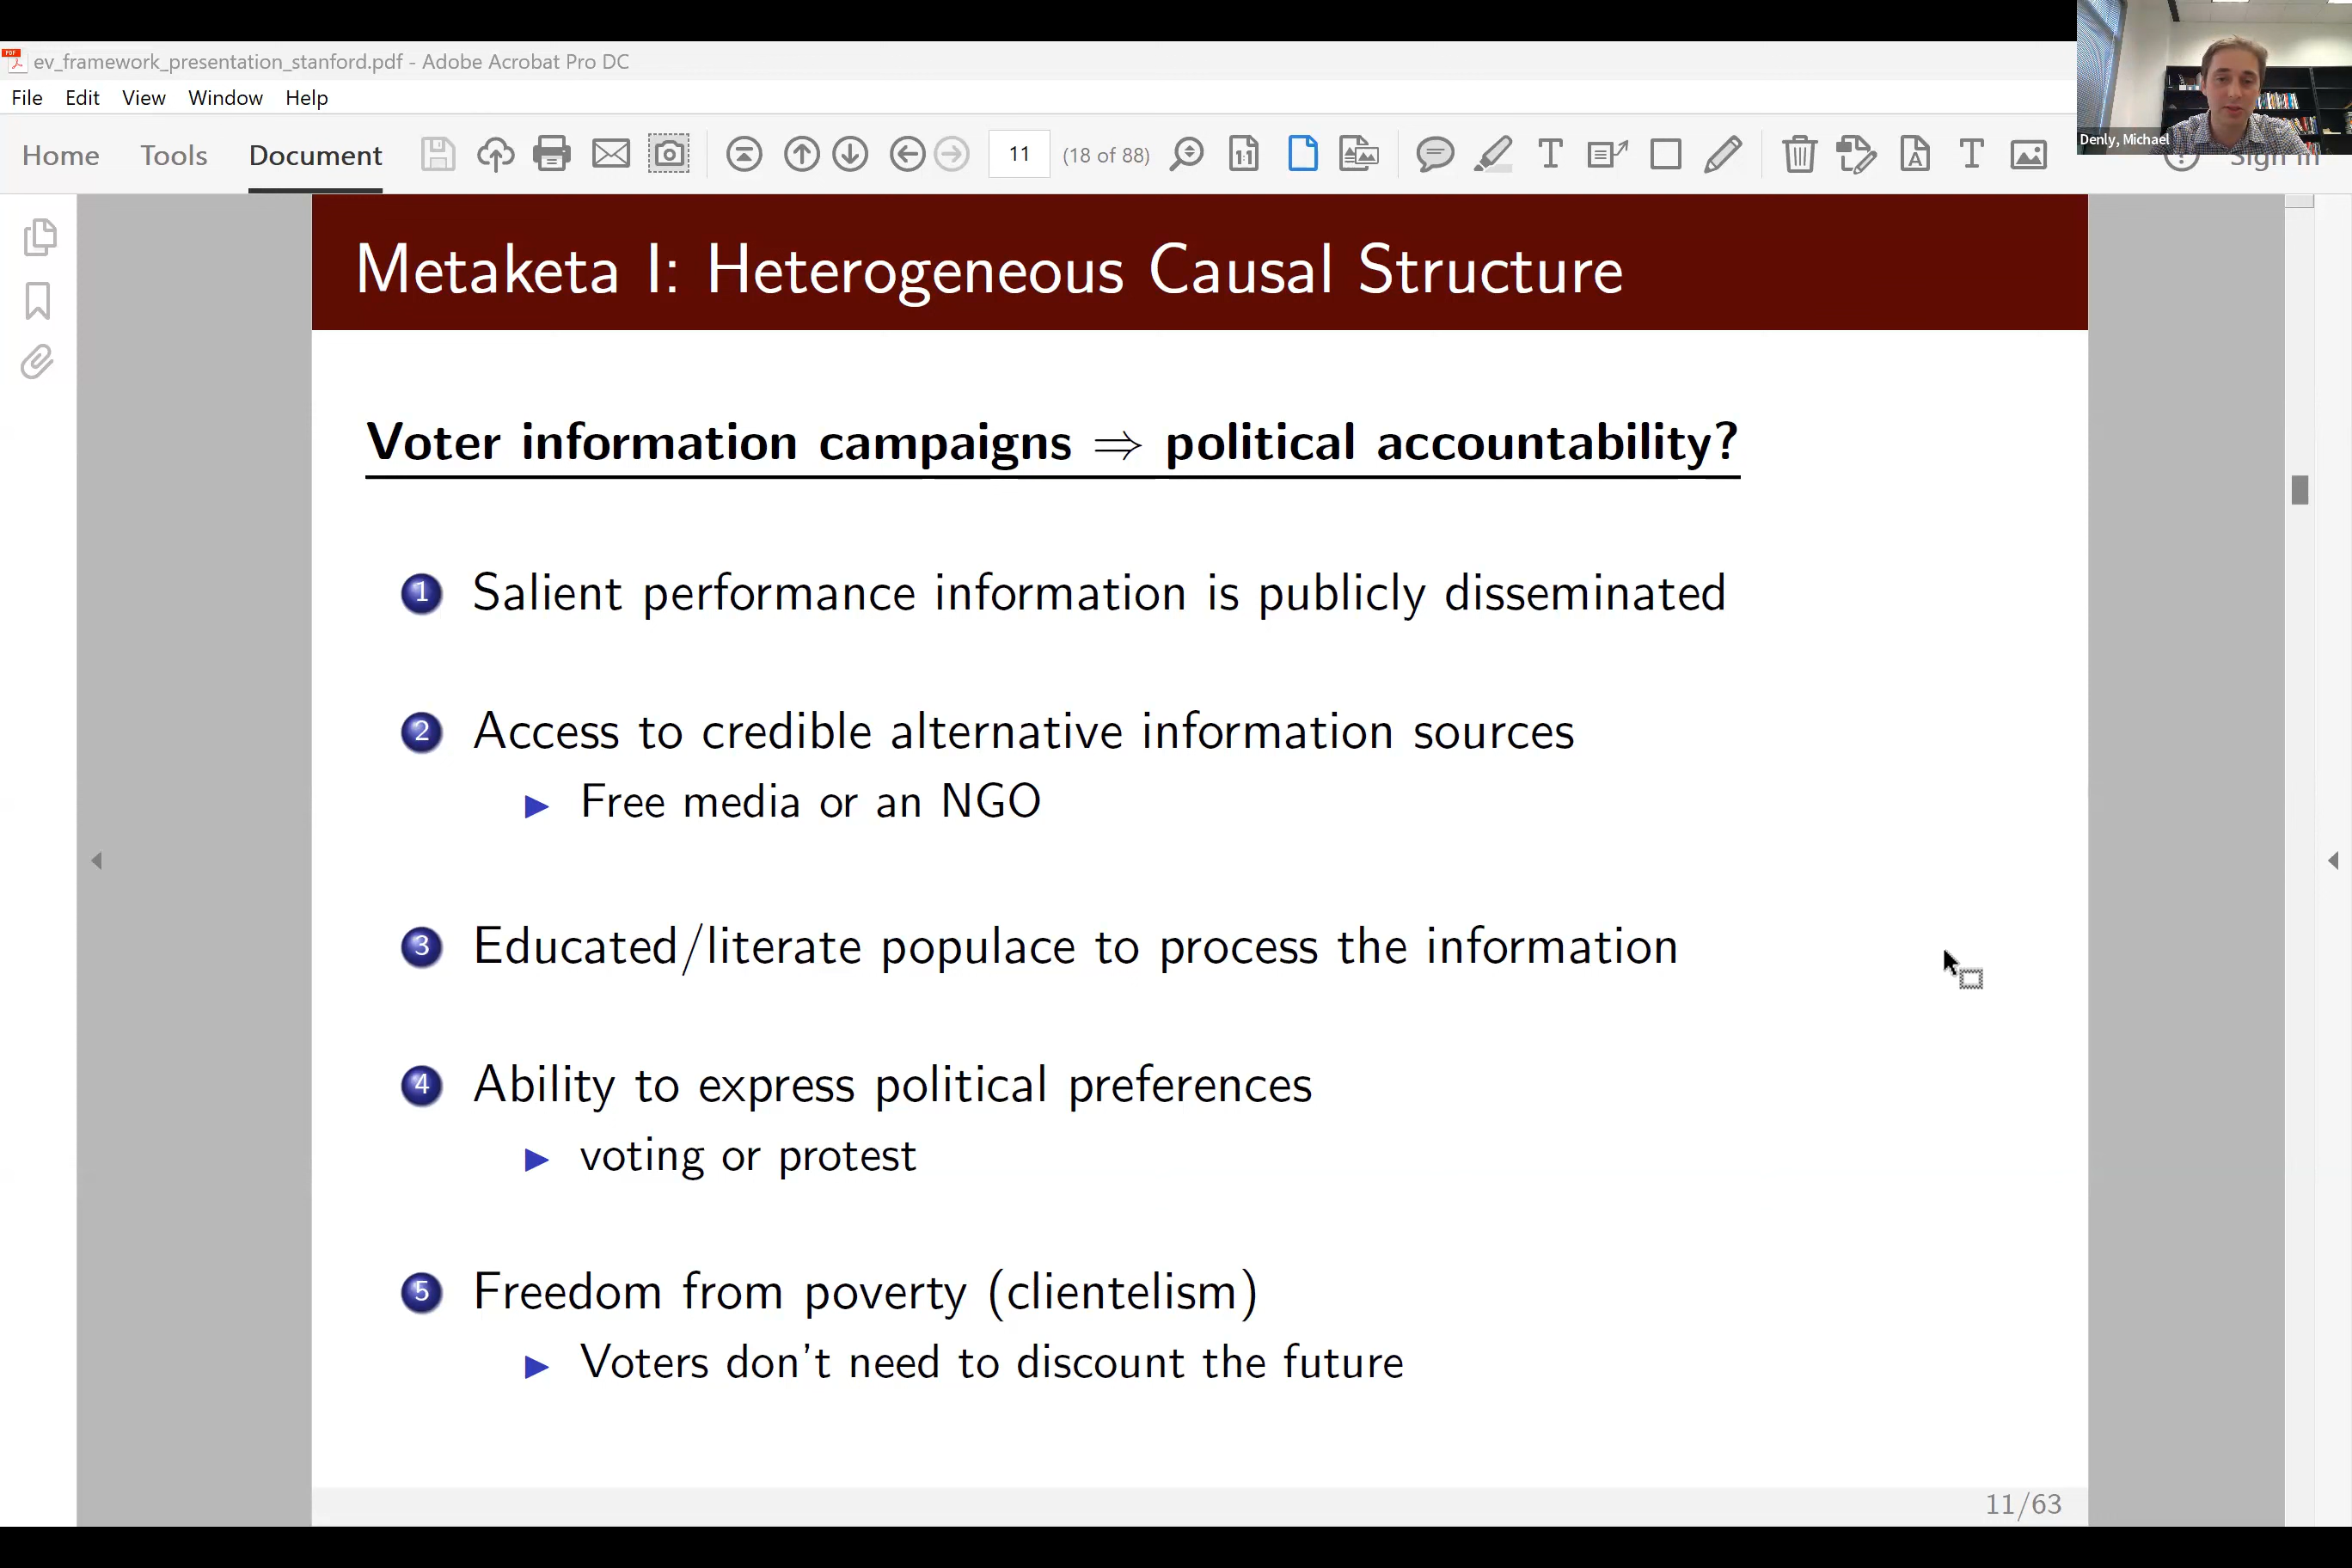 ev_framework_presentation_stanford.pdf - Adobe Acrobat Pro DC
File Edit View Window Help
Home Tools Document 11 (18 of 88)
Denly, Michael
Sign In
Metaketa I: Heterogeneous Causal Structure
Voter information campaigns ⇒ political accountability?
1 Salient performance information is publicly disseminated
2 Access to credible alternative information sources
▶ Free media or an NGO
3 Educated/literate populace to process the information
4 Ability to express political preferences
▶ voting or protest
5 Freedom from poverty (clientelism)
▶ Voters don't need to discount the future
11/63